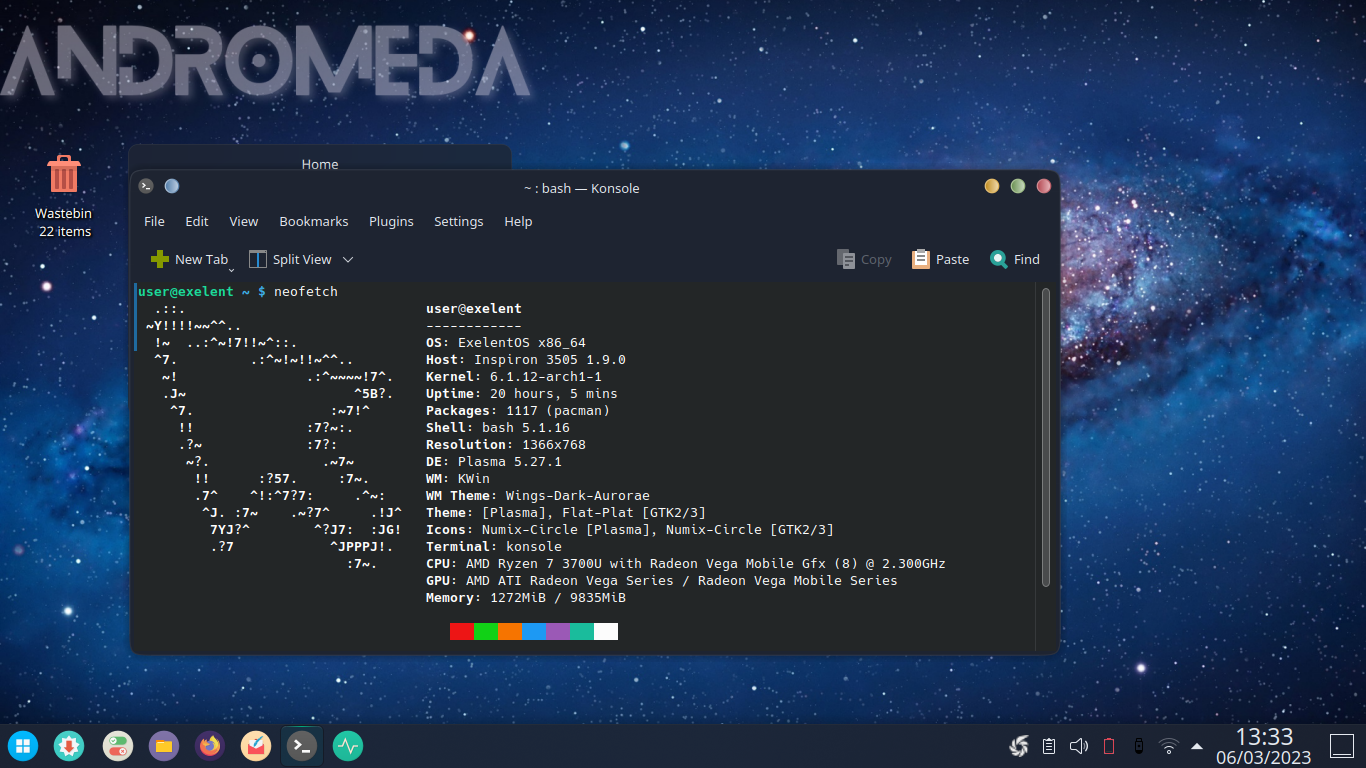 ANDROMEDA
Wastebin
22 items
Home
~ : bash — Konsole
File Edit View Bookmarks Plugins Settings Help
New Tab Split View Copy Paste Find
user@exelent ~ $ neofetch
user@exelent
------------
OS: ExelentOS x86_64
Host: Inspiron 3505 1.9.0
Kernel: 6.1.12-arch1-1
Uptime: 20 hours, 5 mins
Packages: 1117 (pacman)
Shell: bash 5.1.16
Resolution: 1366x768
DE: Plasma 5.27.1
WM: KWin
WM Theme: Wings-Dark-Aurorae
Theme: [Plasma], Flat-Plat [GTK2/3]
Icons: Numix-Circle [Plasma], Numix-Circle [GTK2/3]
Terminal: konsole
CPU: AMD Ryzen 7 3700U with Radeon Vega Mobile Gfx (8) @ 2.300GHz
GPU: AMD ATI Radeon Vega Series / Radeon Vega Mobile Series
Memory: 1272MiB / 9835MiB
13:33
06/03/2023